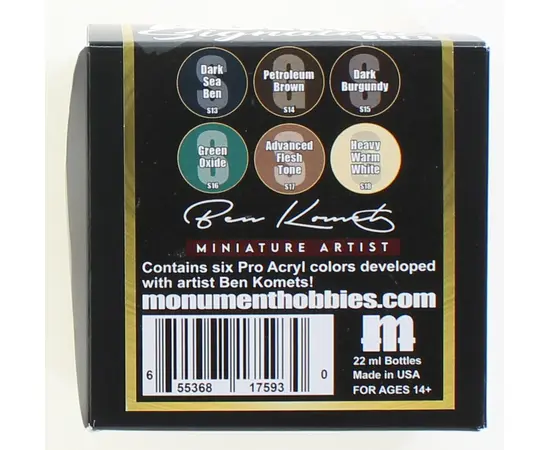 Signature Set
Dark
Sea
Ben
S13
Petroleum
Brown
S14
Dark
Burgundy
S15
Green
Oxide
S16
Advanced
Flesh
Tone
S17
Heavy
Warm
White
S18
Ben Komets
MINIATURE ARTIST
Contains six Pro Acryl colors developed
with artist Ben Komets!
monumenthobbies.com
m
22 ml Bottles
Made in USA
FOR AGES 14+
6 55368 17593 0